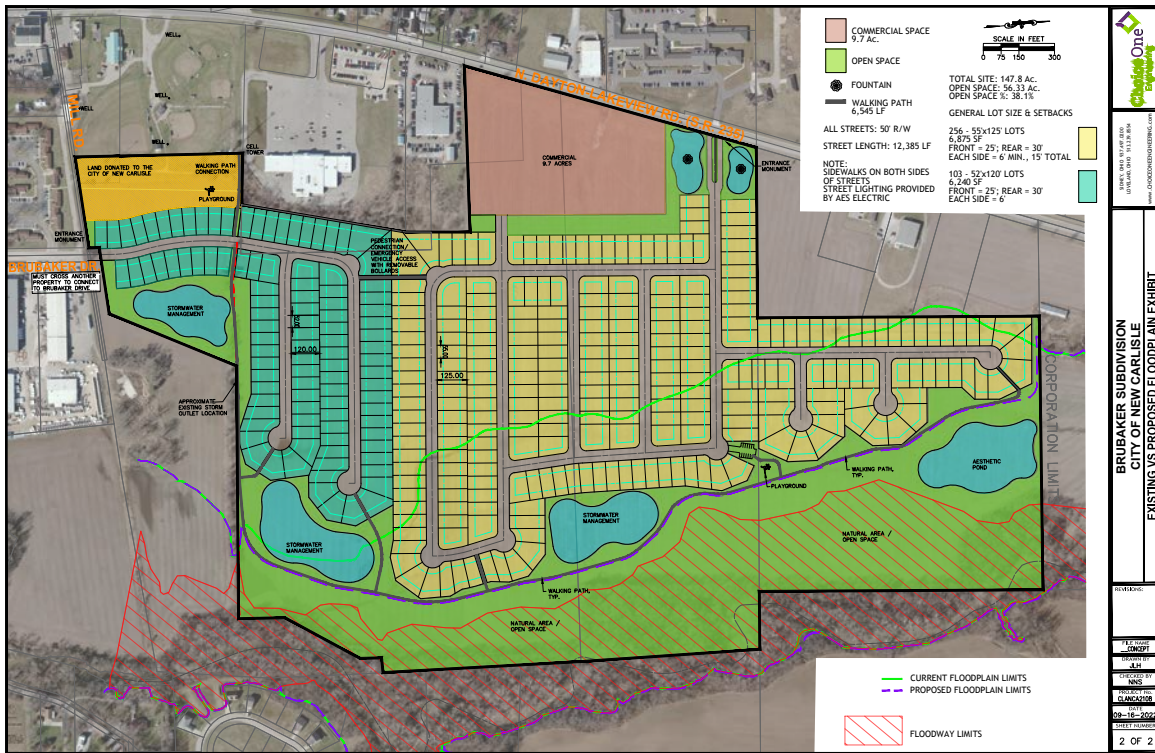 WELL
WELL
WELL
WELL
MILL RD.
N DAYTON LAKEVIEW RD. (S.R. 235)
LAND DONATED TO THE
CITY OF NEW CARLISLE
WALKING PATH
CONNECTION
PLAYGROUND
CELL
TOWER
COMMERCIAL
9.7 ACRES
ENTRANCE
MONUMENT
ENTRANCE
MONUMENT
BRUBAKER DR.
MUST CROSS ANOTHER
PROPERTY TO CONNECT
TO BRUBAKER DRIVE
PEDESTRIAN
CONNECTION/
EMERGENCY
VEHICLE ACCESS
WITH REMOVABLE
BOLLARDS
STORMWATER
MANAGEMENT
120.00
125.00
APPROXIMATE
EXISTING STORM
OUTLET LOCATION
CORPORATION LIMIT
AESTHETIC
POND
WALKING PATH,
TYP.
PLAYGROUND
STORMWATER
MANAGEMENT
STORMWATER
MANAGEMENT
NATURAL AREA /
OPEN SPACE
WALKING PATH,
TYP.
NATURAL AREA /
OPEN SPACE
COMMERCIAL SPACE
9.7 Ac.
OPEN SPACE
FOUNTAIN
WALKING PATH
6,545 LF
ALL STREETS: 50' R/W
STREET LENGTH: 12,385 LF
NOTE:
SIDEWALKS ON BOTH SIDES
OF STREETS
STREET LIGHTING PROVIDED
BY AES ELECTRIC
SCALE IN FEET
0 75 150 300
TOTAL SITE: 147.8 Ac.
OPEN SPACE: 56.33 Ac.
OPEN SPACE %: 38.1%
GENERAL LOT SIZE & SETBACKS
256 - 55'x125' LOTS
6,875 SF
FRONT = 25'; REAR = 30'
EACH SIDE = 6' MIN., 15' TOTAL
103 - 52'x120' LOTS
6,240 SF
FRONT = 25'; REAR = 30'
EACH SIDE = 6'
CURRENT FLOODPLAIN LIMITS
PROPOSED FLOODPLAIN LIMITS
FLOODWAY LIMITS
Choice One
Engineering
www.CHOICEONEENGINEERING.com
BRUBAKER SUBDIVISION
CITY OF NEW CARLISLE
EXISTING VS PROPOSED FLOODPLAIN EXHIBIT
REVISIONS:
FILE NAME
__CONCEPT
DRAWN BY
JLH
CHECKED BY
NNS
PROJECT No.
CLANCA2108
DATE
09-16-2022
SHEET NUMBER
2 OF 2